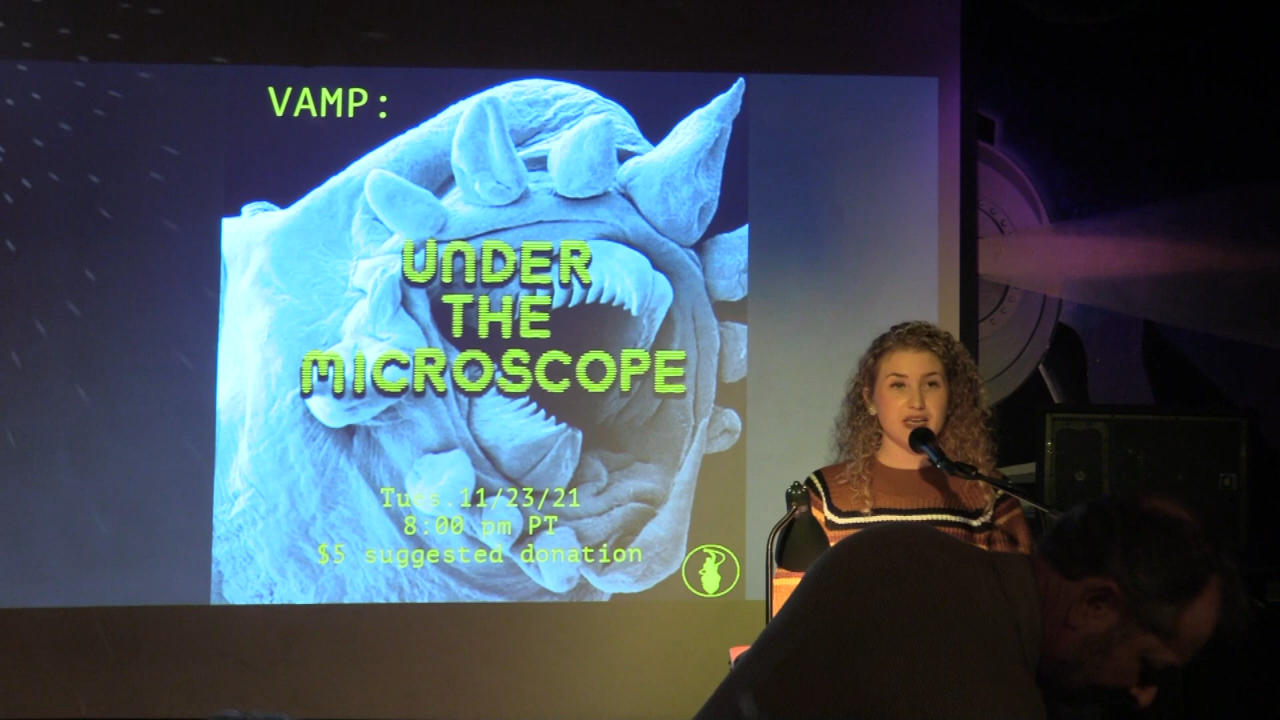 VAMP:
UNDER
THE
MICROSCOPE
Tues.11/23/21
8:00 pm PT
$5 suggested donation